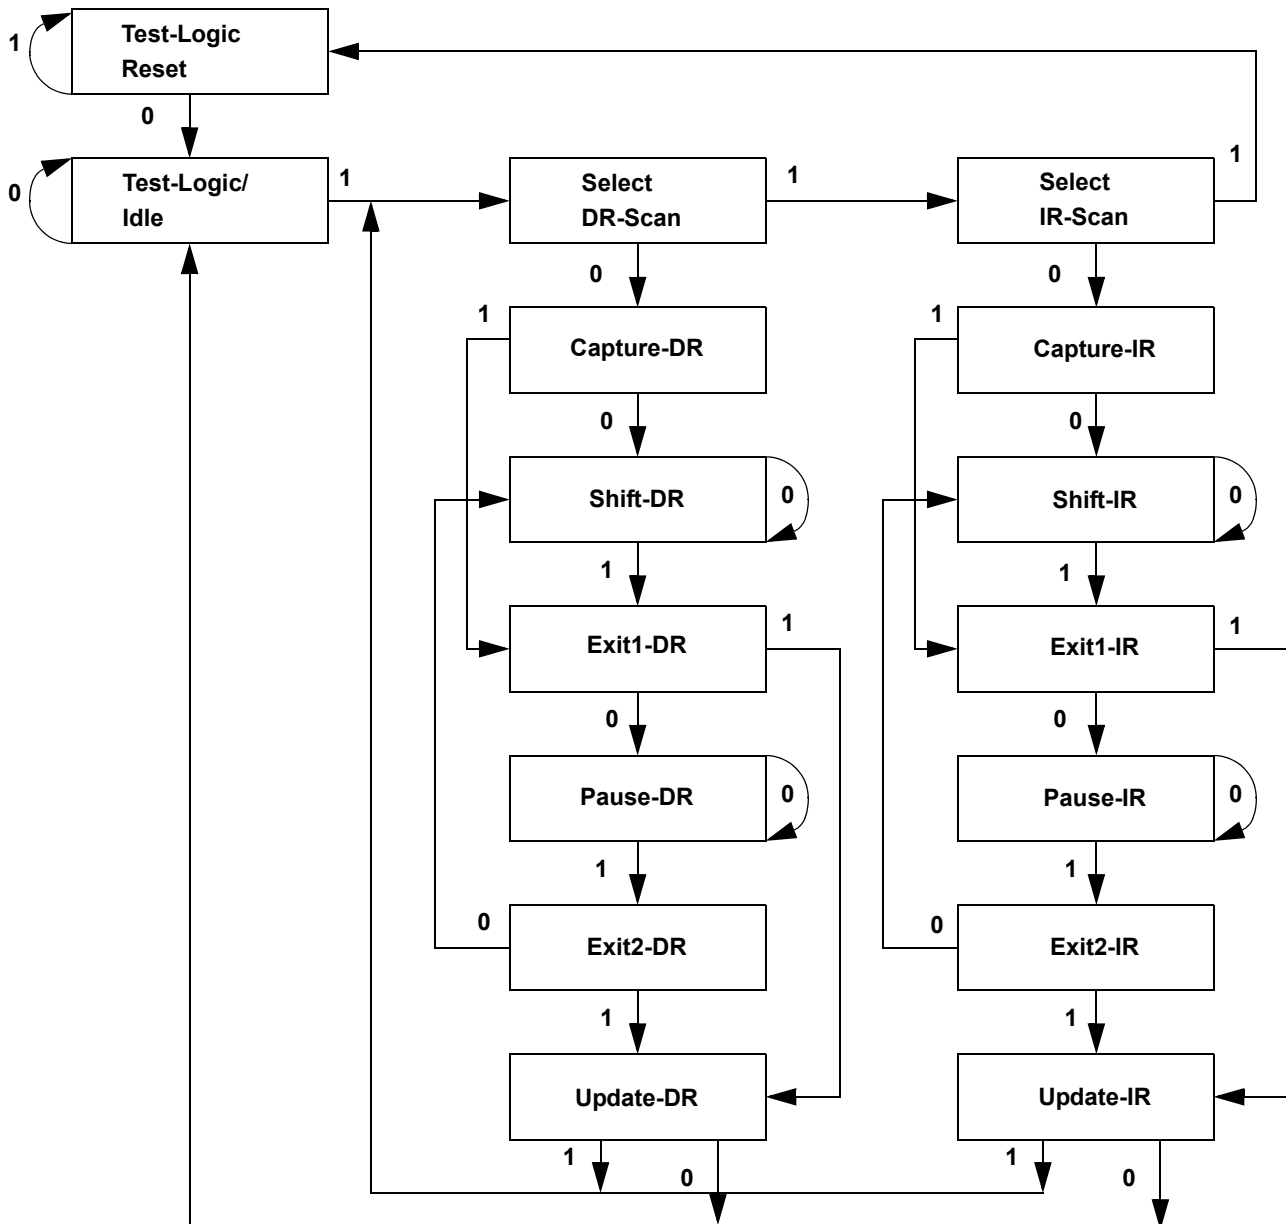 1
Test-Logic
Reset
0
0
Test-Logic/
Idle
1
Select
DR-Scan
1
Select
IR-Scan
1
0
0
1
Capture-DR
1
Capture-IR
0
0
Shift-DR
0
Shift-IR
0
1
1
Exit1-DR
1
Exit1-IR
1
0
0
Pause-DR
0
Pause-IR
0
1
1
0
Exit2-DR
0
Exit2-IR
1
1
Update-DR
Update-IR
1
0
1
0